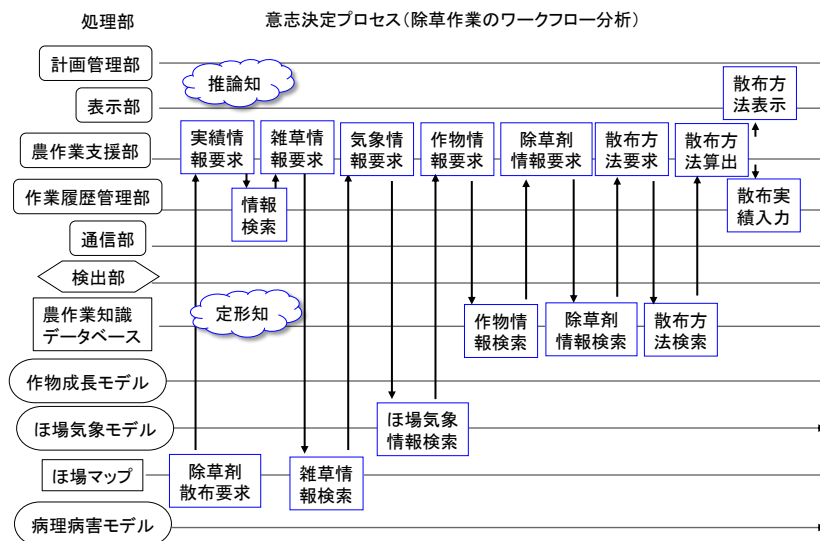 処理部
意志決定プロセス(除草作業のワークフロー分析)
計画管理部
推論知
散布方
法表示
表示部
農作業支援部
実績情
報要求
雑草情
報要求
気象情
報要求
作物情
報要求
除草剤
情報要求
散布方
法要求
散布方
法算出
作業履歴管理部
情報
検索
散布実
績入力
通信部
検出部
定形知
農作業知識
データベース
作物情
報検索
除草剤
情報検索
散布方
法検索
作物成長モデル
ほ場気象モデル
ほ場気象
情報検索
ほ場マップ
除草剤
散布要求
雑草情
報検索
病理病害モデル